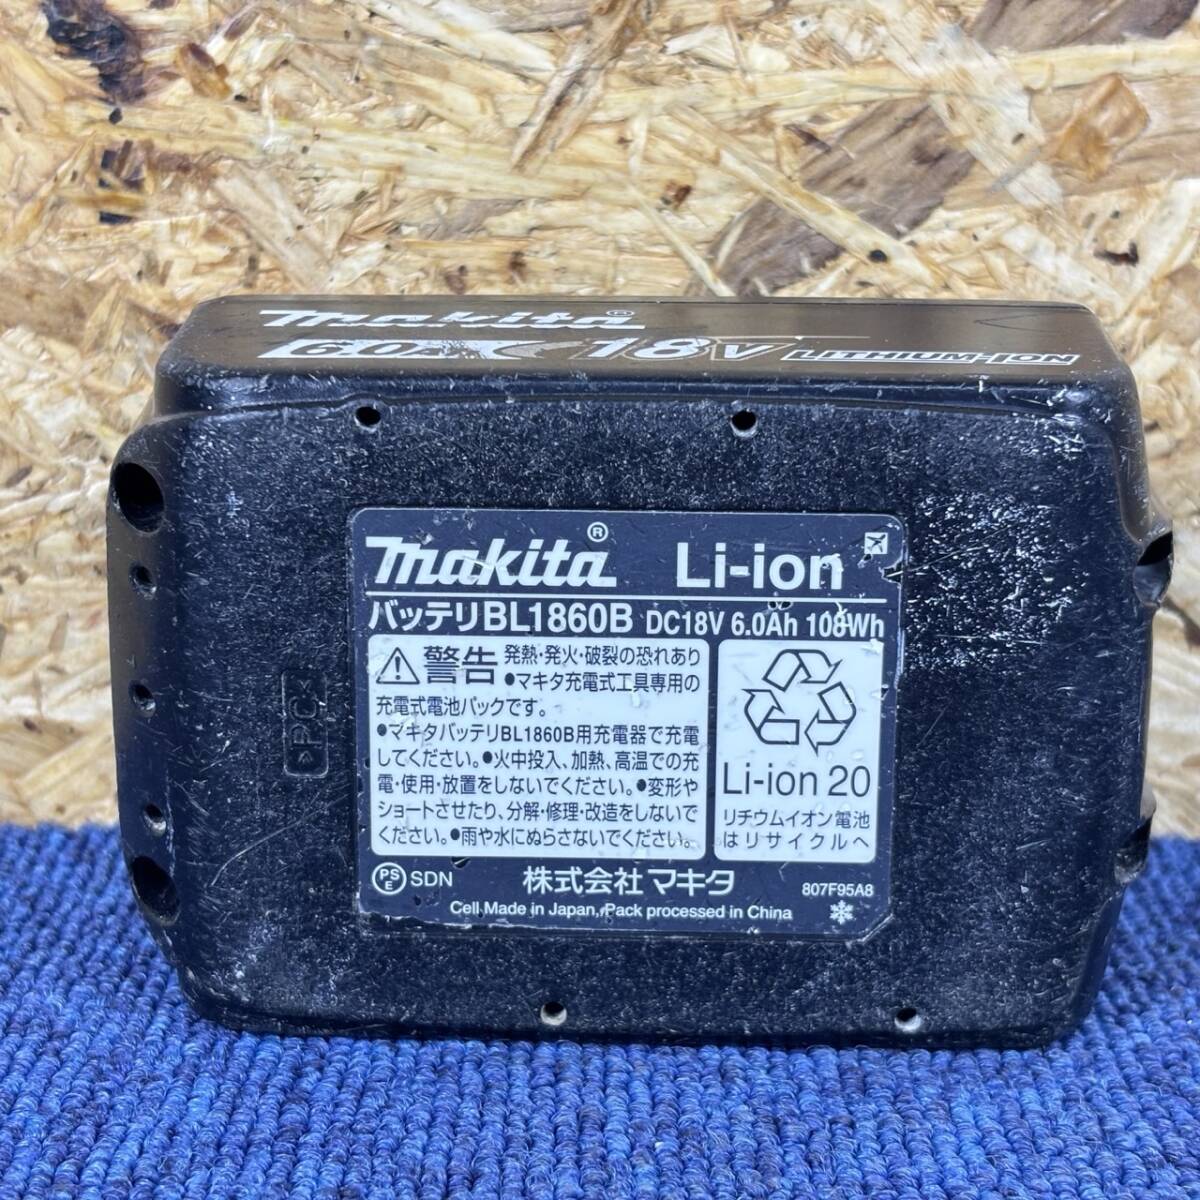 makita®
6.0A 18V LITHIUM-ION
makita® Li-ion
バッテリBL1860B DC18V 6.0Ah 108Wh
警告 発熱・発火・破裂の恐れあり
●マキタ充電式工具専用の
充電式電池パックです。
●マキタバッテリBL1860B用充電器で充電
してください。●火中投入、加熱、高温での充
電・使用・放置をしないでください。●変形や
ショートさせたり、分解・修理・改造をしないで
ください。●雨や水にぬらさないでください。
Li-ion 20
リチウムイオン電池
はリサイクルへ
PSE SDN 株式会社マキタ 807F95A8
Cell Made in Japan, Pack processed in China
>PC<